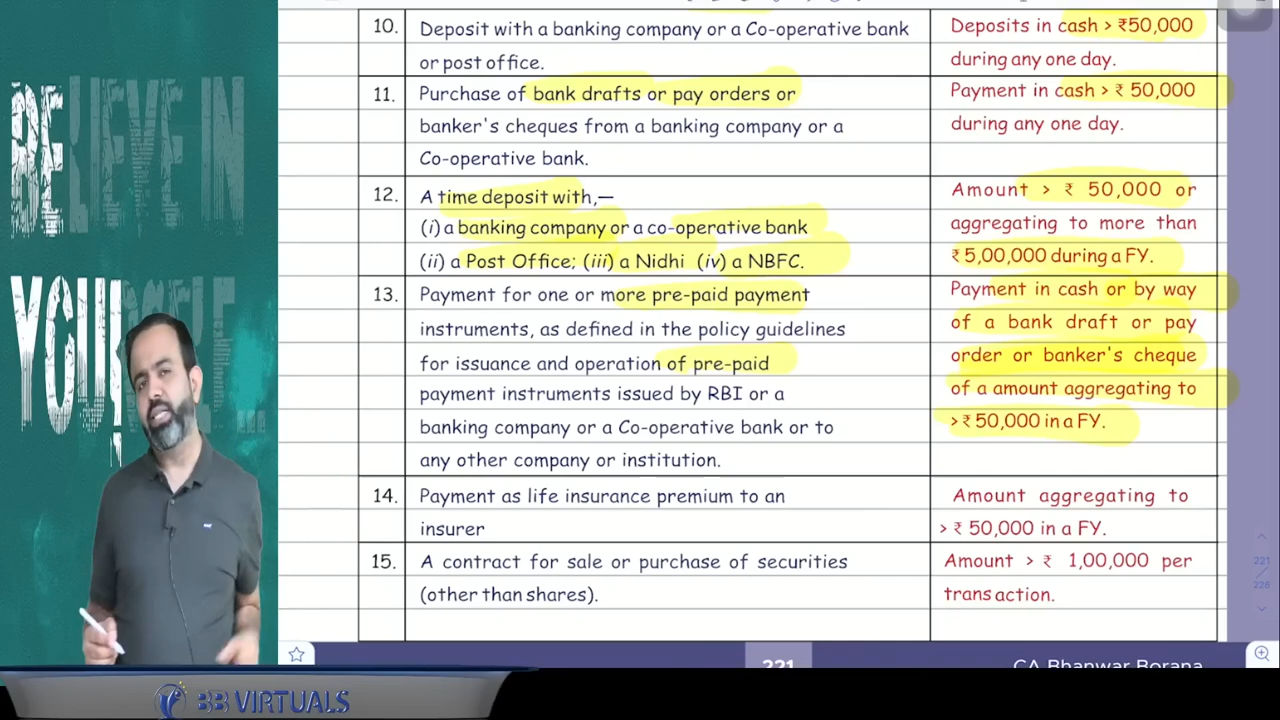 BELIEVE IN
YOURSELF...
10. Deposit with a banking company or a Co-operative bank
or post office.
Deposits in cash > ₹50,000
during any one day.
11. Purchase of bank drafts or pay orders or
banker's cheques from a banking company or a
Co-operative bank.
Payment in cash > ₹ 50,000
during any one day.
12. A time deposit with,—
(i) a banking company or a co-operative bank
(ii) a Post Office; (iii) a Nidhi (iv) a NBFC.
Amount > ₹ 50,000 or
aggregating to more than
₹ 5,00,000 during a FY.
13. Payment for one or more pre-paid payment
instruments, as defined in the policy guidelines
for issuance and operation of pre-paid
payment instruments issued by RBI or a
banking company or a Co-operative bank or to
any other company or institution.
Payment in cash or by way
of a bank draft or pay
order or banker's cheque
of a amount aggregating to
> ₹ 50,000 in a FY.
14. Payment as life insurance premium to an
insurer
Amount aggregating to
> ₹ 50,000 in a FY.
15. A contract for sale or purchase of securities
(other than shares).
Amount > ₹ 1,00,000 per
transaction.
221
228
221
CA Bhanwar Borana
BB VIRTUALS